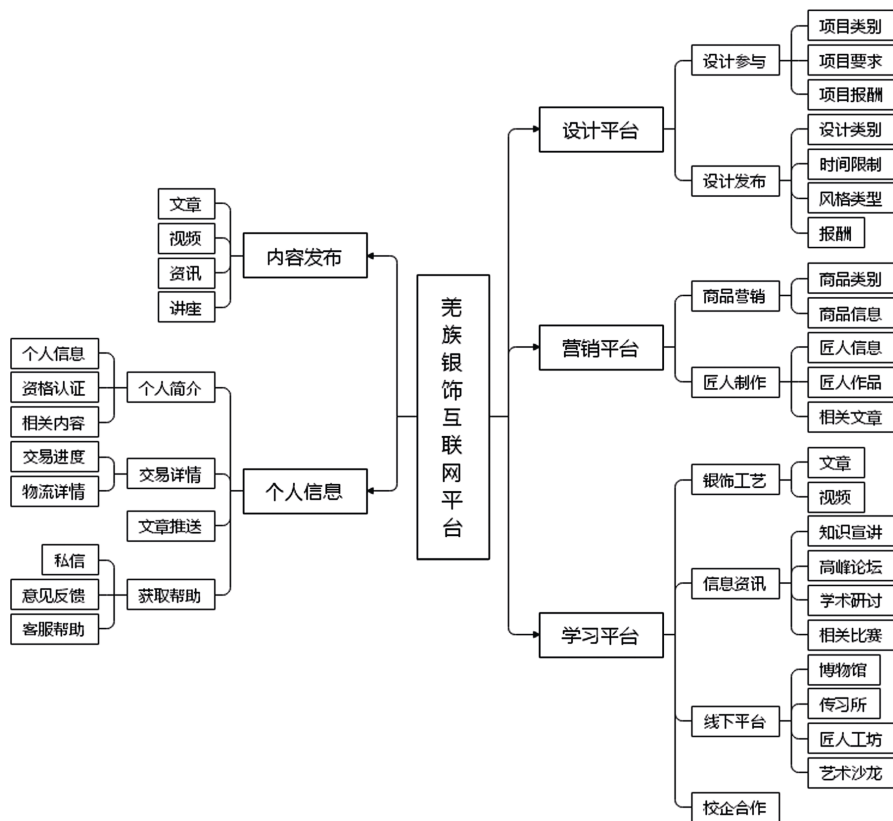 羌族银饰互联网平台
内容发布
文章
视频
资讯
讲座
个人信息
个人简介
个人信息
资格认证
相关内容
交易详情
交易进度
物流详情
文章推送
获取帮助
私信
意见反馈
客服帮助
设计平台
设计参与
项目类别
项目要求
项目报酬
设计发布
设计类别
时间限制
风格类型
报酬
营销平台
商品营销
商品类别
商品信息
匠人制作
匠人信息
匠人作品
相关文章
学习平台
银饰工艺
文章
视频
信息资讯
知识宣讲
高峰论坛
学术研讨
相关比赛
线下平台
博物馆
传习所
匠人工坊
艺术沙龙
校企合作